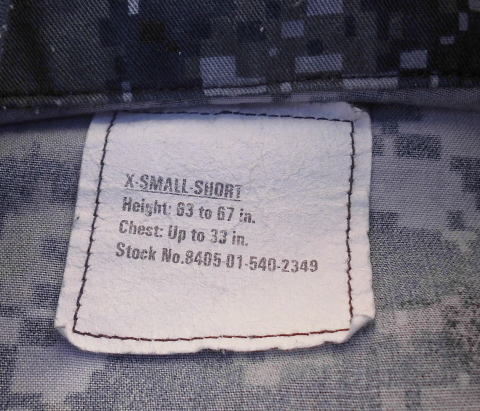 X-SMALL-SHORT
Height: 63 to 67 in.
Chest: Up to 33 in.
Stock No.8405-01-540-2349